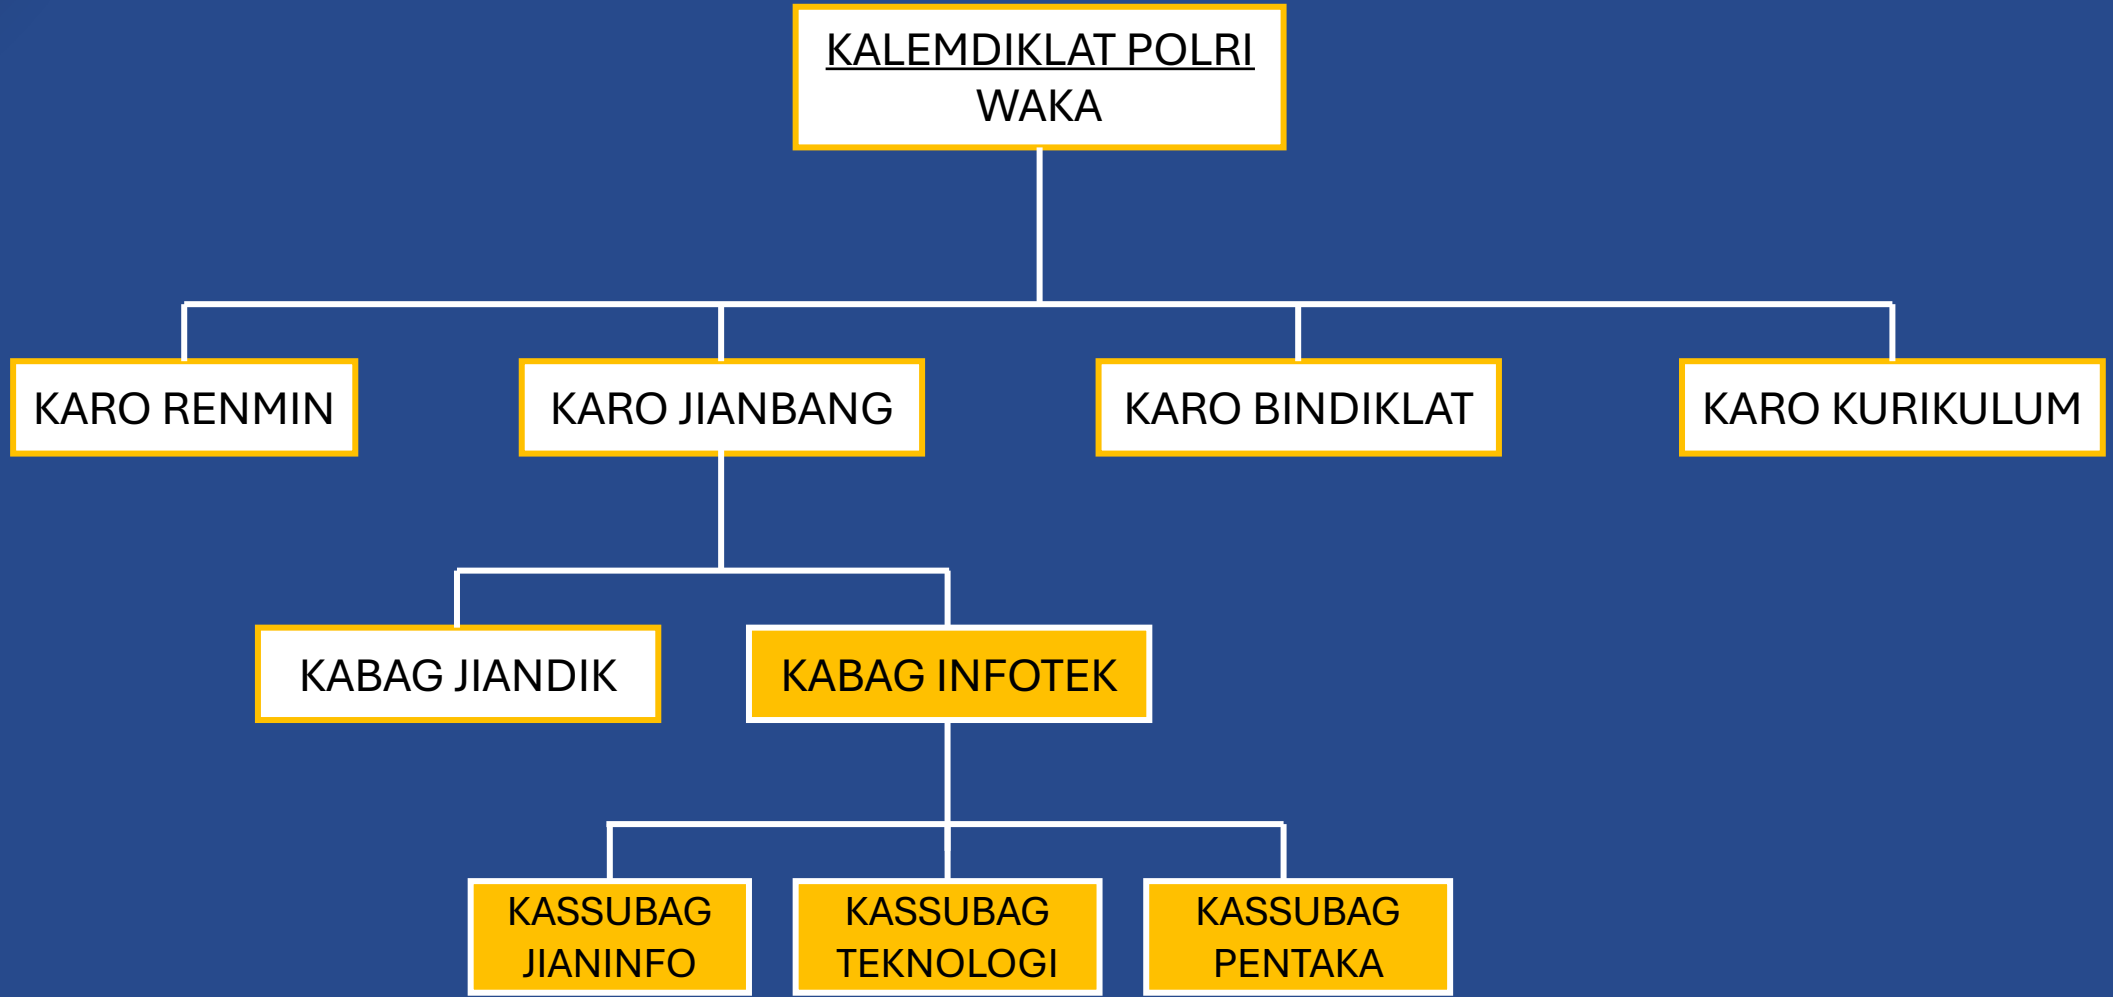 KALEMDIKLAT POLRI
WAKA
KARO RENMIN
KARO JIANBANG
KARO BINDIKLAT
KARO KURIKULUM
KABAG JIANDIK
KABAG INFOTEK
KASSUBAG
JIANINFO
KASSUBAG
TEKNOLOGI
KASSUBAG
PENTAKA